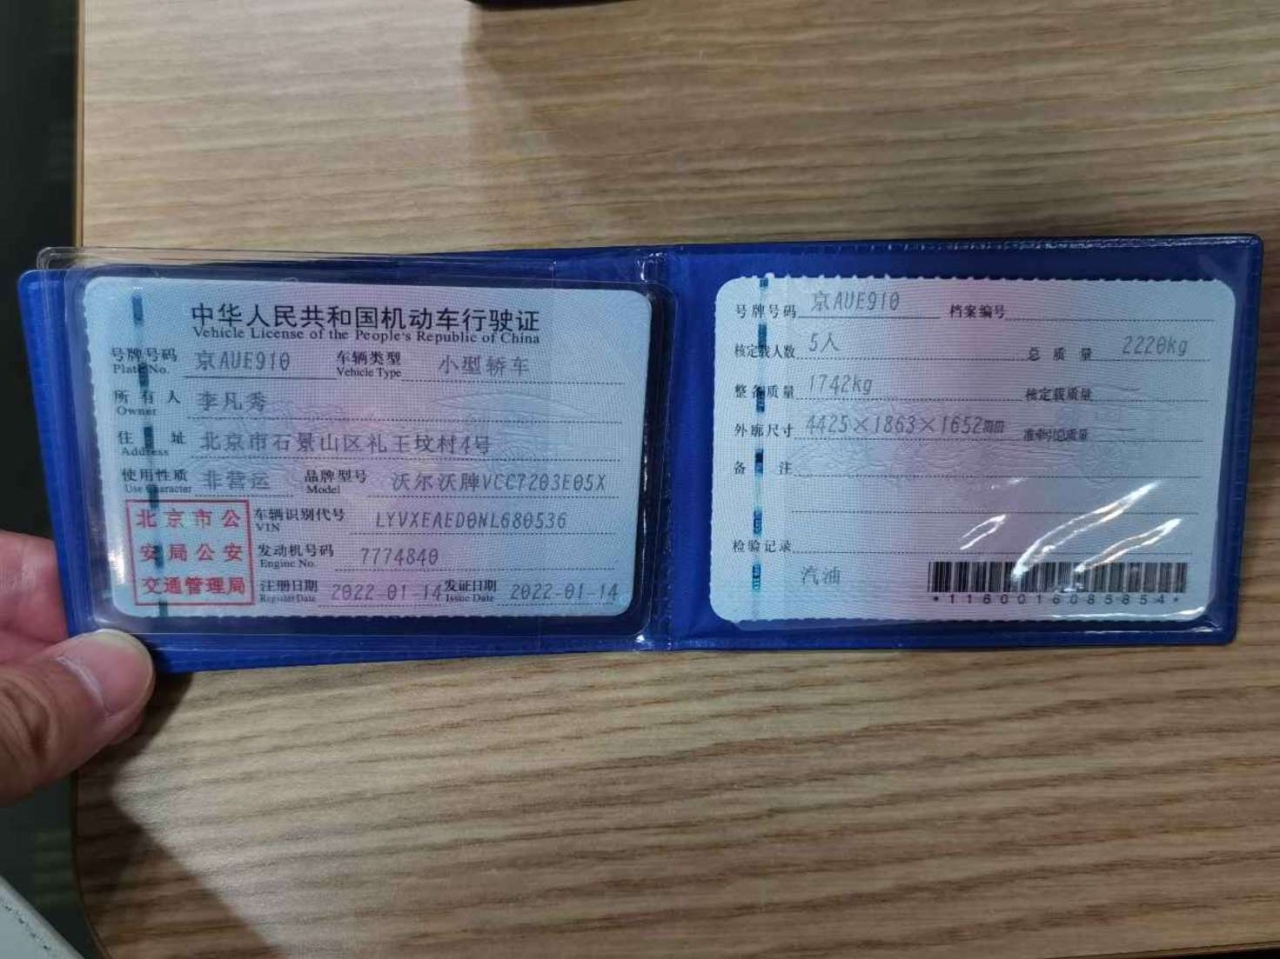 中华人民共和国机动车行驶证
Vehicle License of the People's Republic of China
号牌号码 京AUE910 车辆类型 小型轿车
Plate No. Vehicle Type
所有人 李凡秀
Owner
住址 北京市石景山区礼王坟村4号
Address
使用性质 非营运 品牌型号 沃尔沃牌VCC7203E05X
Use Character Model
北京市公安局公安交通管理局
车辆识别代号 LYVXEAED0NL680536
VIN
发动机号码 7774840
Engine No.
注册日期 2022-01-14 发证日期 2022-01-14
Register Date Issue Date
号牌号码 京AUE910 档案编号
核定载人数 5人 总质量 2220kg
整备质量 1742kg 核定载质量
外廓尺寸 4425×1863×1652mm 准牵引总质量
备注
检验记录
汽油
*1160016085854*